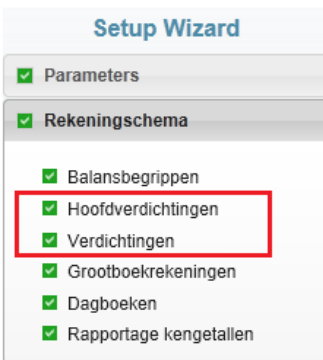 Setup Wizard
Parameters
Rekeningschema
Balansbegrippen
Hoofdverdichtingen
Verdichtingen
Grootboekrekeningen
Dagboeken
Rapportage kengetallen